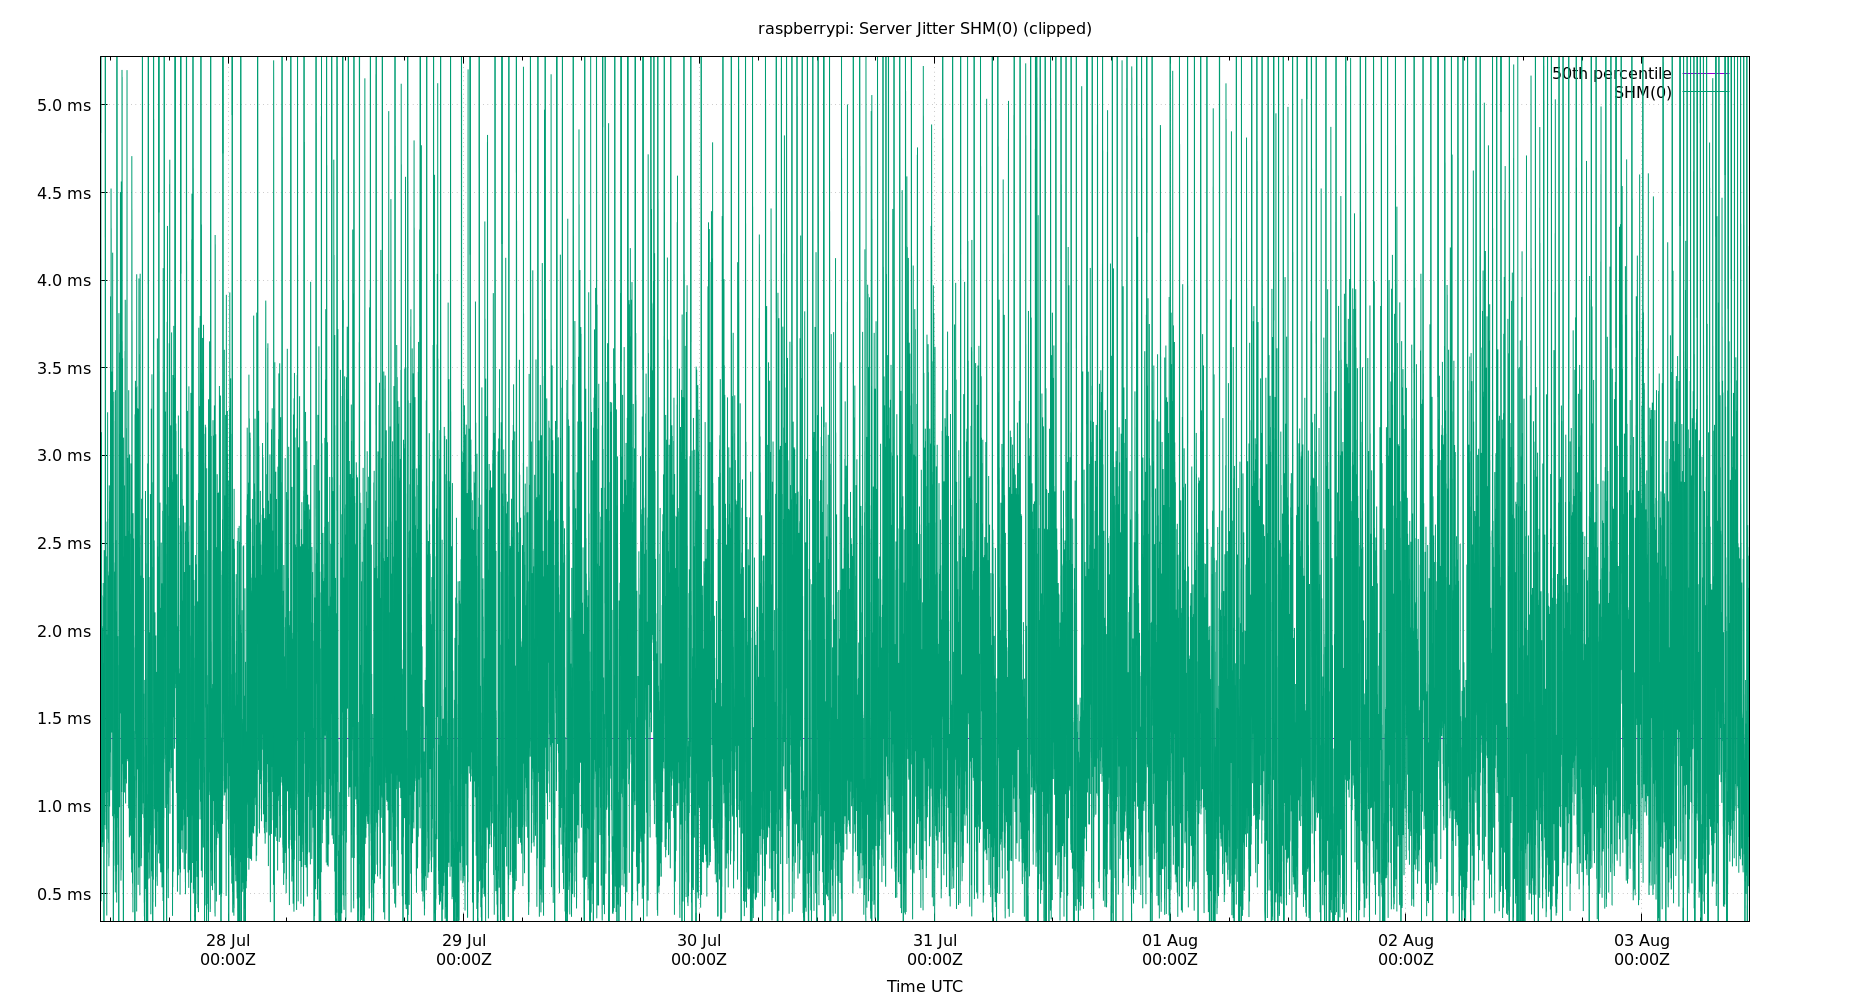 raspberrypi: Server Jitter SHM(0) (clipped)
50th percentile
SHM(0)
5.0 ms
4.5 ms
4.0 ms
3.5 ms
3.0 ms
2.5 ms
2.0 ms
1.5 ms
1.0 ms
0.5 ms
28 Jul 29 Jul 30 Jul 31 Jul 01 Aug 02 Aug 03 Aug
00:00Z 00:00Z 00:00Z 00:00Z 00:00Z 00:00Z 00:00Z
Time UTC